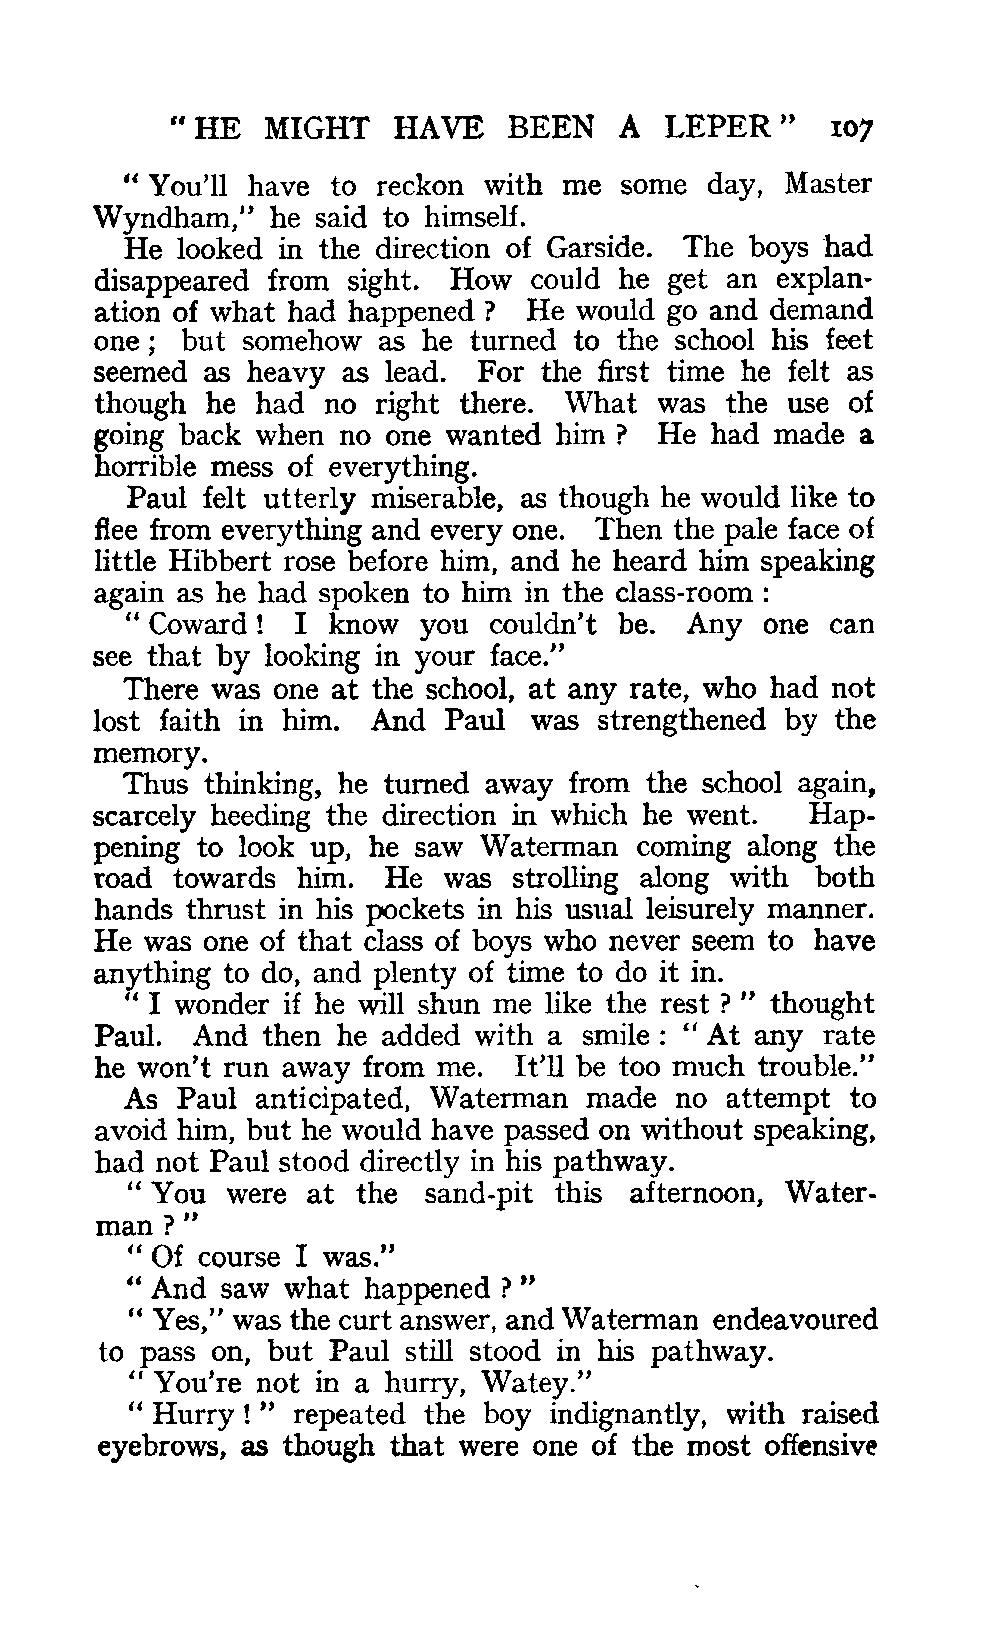 "HE MIGHT HAVE BEEN A LEPER" 107
"You'll have to reckon with me some day, Master
Wyndham," he said to himself.
He looked in the direction of Garside. The boys had
disappeared from sight. How could he get an explan-
ation of what had happened? He would go and demand
one; but somehow as he turned to the school his feet
seemed as heavy as lead. For the first time he felt as
though he had no right there. What was the use of
going back when no one wanted him? He had made a
horrible mess of everything.
Paul felt utterly miserable, as though he would like to
flee from everything and every one. Then the pale face of
little Hibbert rose before him, and he heard him speaking
again as he had spoken to him in the class-room:
"Coward! I know you couldn't be. Any one can
see that by looking in your face."
There was one at the school, at any rate, who had not
lost faith in him. And Paul was strengthened by the
memory.
Thus thinking, he turned away from the school again,
scarcely heeding the direction in which he went. Hap-
pening to look up, he saw Waterman coming along the
road towards him. He was strolling along with both
hands thrust in his pockets in his usual leisurely manner.
He was one of that class of boys who never seem to have
anything to do, and plenty of time to do it in.
"I wonder if he will shun me like the rest?" thought
Paul. And then he added with a smile: "At any rate
he won't run away from me. It'll be too much trouble."
As Paul anticipated, Waterman made no attempt to
avoid him, but he would have passed on without speaking,
had not Paul stood directly in his pathway.
"You were at the sand-pit this afternoon, Water-
man?"
"Of course I was."
"And saw what happened?"
"Yes," was the curt answer, and Waterman endeavoured
to pass on, but Paul still stood in his pathway.
"You're not in a hurry, Watey."
"Hurry!" repeated the boy indignantly, with raised
eyebrows, as though that were one of the most offensive